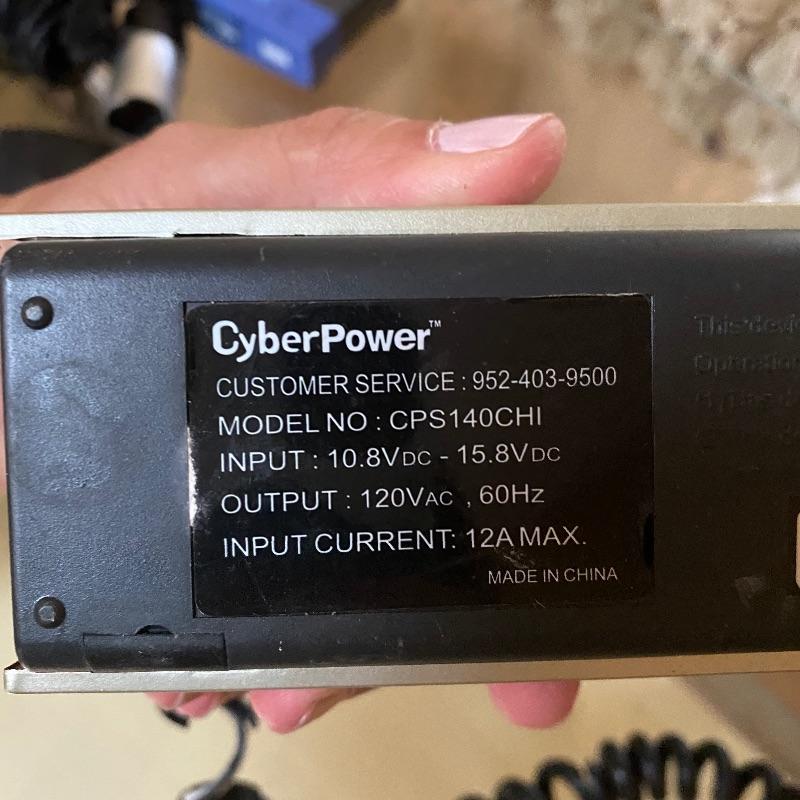 CyberPower™
CUSTOMER SERVICE : 952-403-9500
MODEL NO : CPS140CHI
INPUT : 10.8VDC - 15.8VDC
OUTPUT : 120VAC , 60Hz
INPUT CURRENT: 12A MAX.
MADE IN CHINA
This